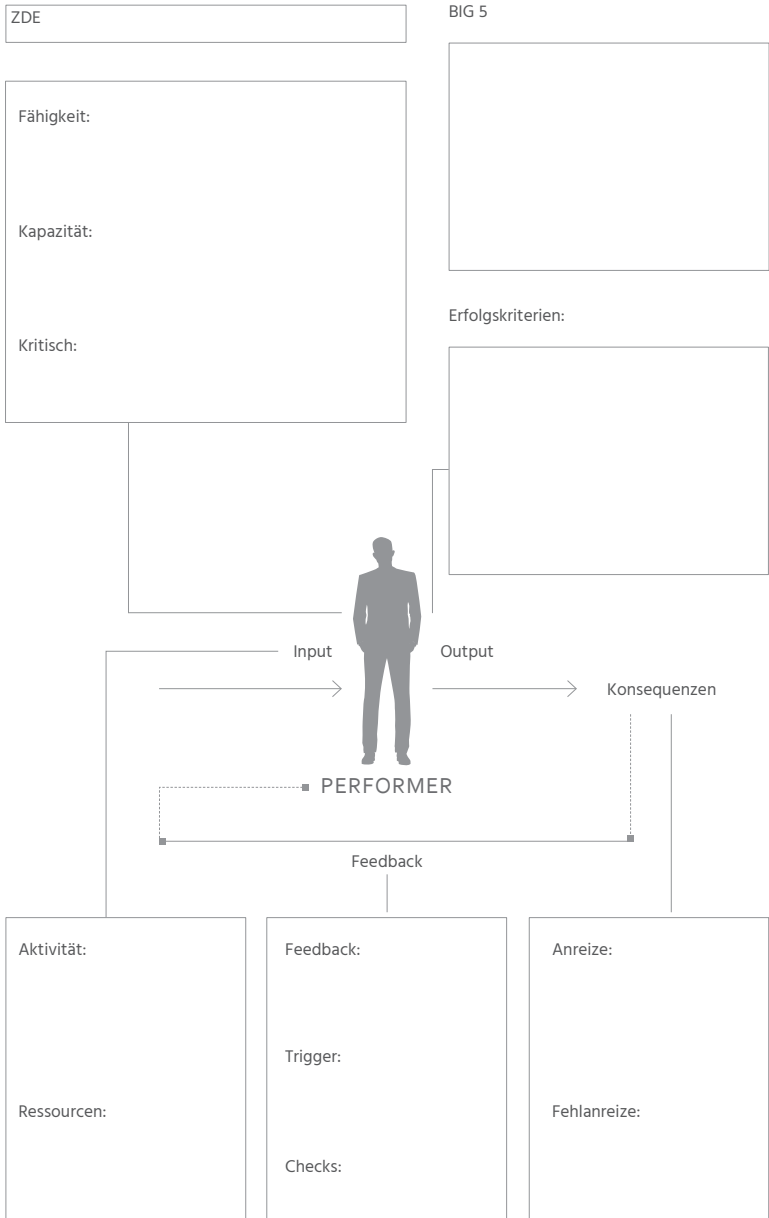 ZDE
BIG 5
Fähigkeit:
Kapazität:
Kritisch:
Erfolgskriterien:
Input
Output
Konsequenzen
PERFORMER
Feedback
Aktivität:
Ressourcen:
Feedback:
Trigger:
Checks:
Anreize:
Fehlanreize: